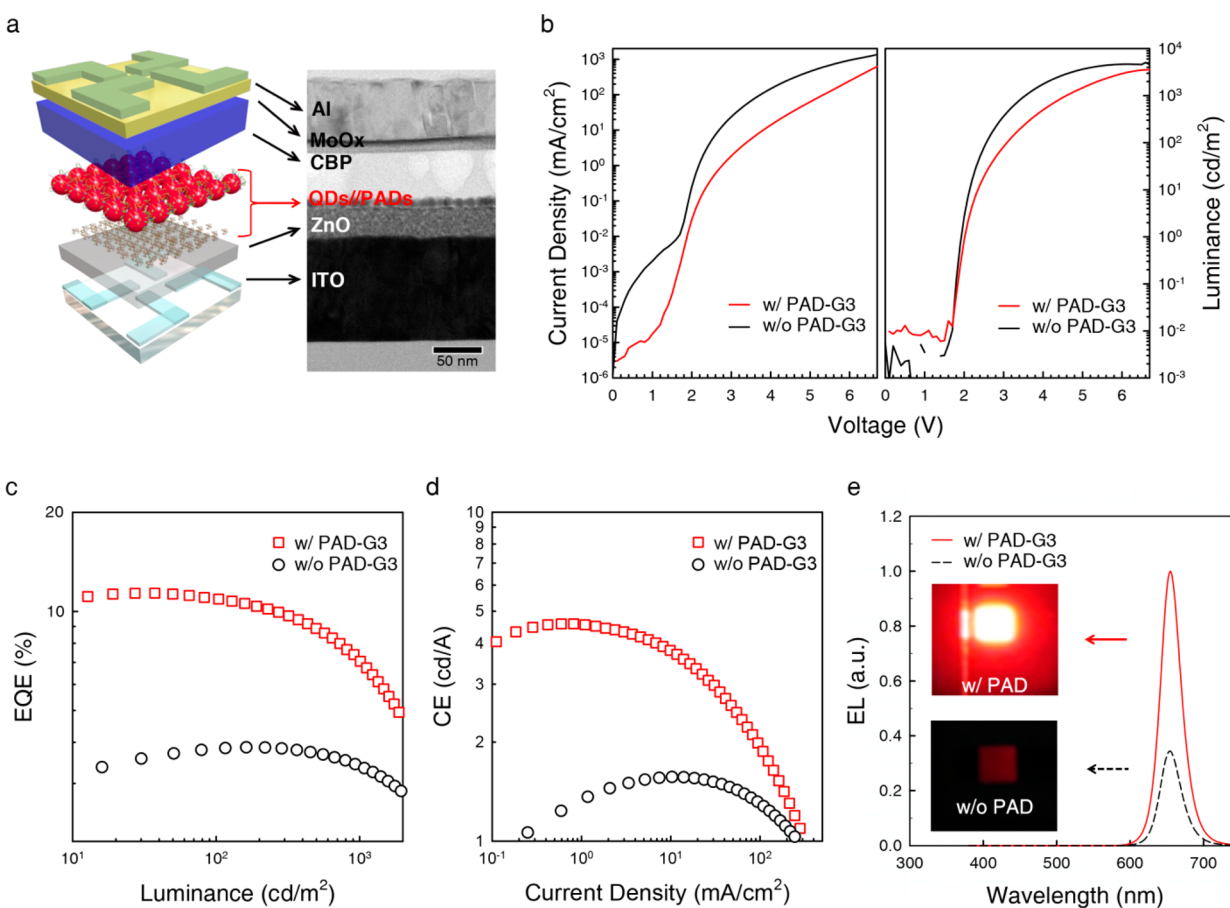 a
Al
MoOx
CBP
QDs//PADs
ZnO
ITO
50 nm
b
Current Density (mA/cm²)
10³
10²
10¹
10⁰
10⁻¹
10⁻²
10⁻³
10⁻⁴
10⁻⁵
10⁻⁶
w/ PAD-G3
w/o PAD-G3
0 1 2 3 4 5 6
w/ PAD-G3
w/o PAD-G3
0 1 2 3 4 5 6
10⁴
10³
10²
10¹
10⁰
10⁻¹
10⁻²
10⁻³
Luminance (cd/m²)
Voltage (V)
c
EQE (%)
20
10
w/ PAD-G3
w/o PAD-G3
10¹ 10² 10³
Luminance (cd/m²)
d
CE (cd/A)
10
9
8
7
6
5
4
3
2
1
w/ PAD-G3
w/o PAD-G3
10⁻¹ 10⁰ 10¹ 10²
Current Density (mA/cm²)
e
EL (a.u.)
1.2
1.0
0.8
0.6
0.4
0.2
0.0
w/ PAD-G3
w/o PAD-G3
w/ PAD
w/o PAD
300 400 500 600 700
Wavelength (nm)